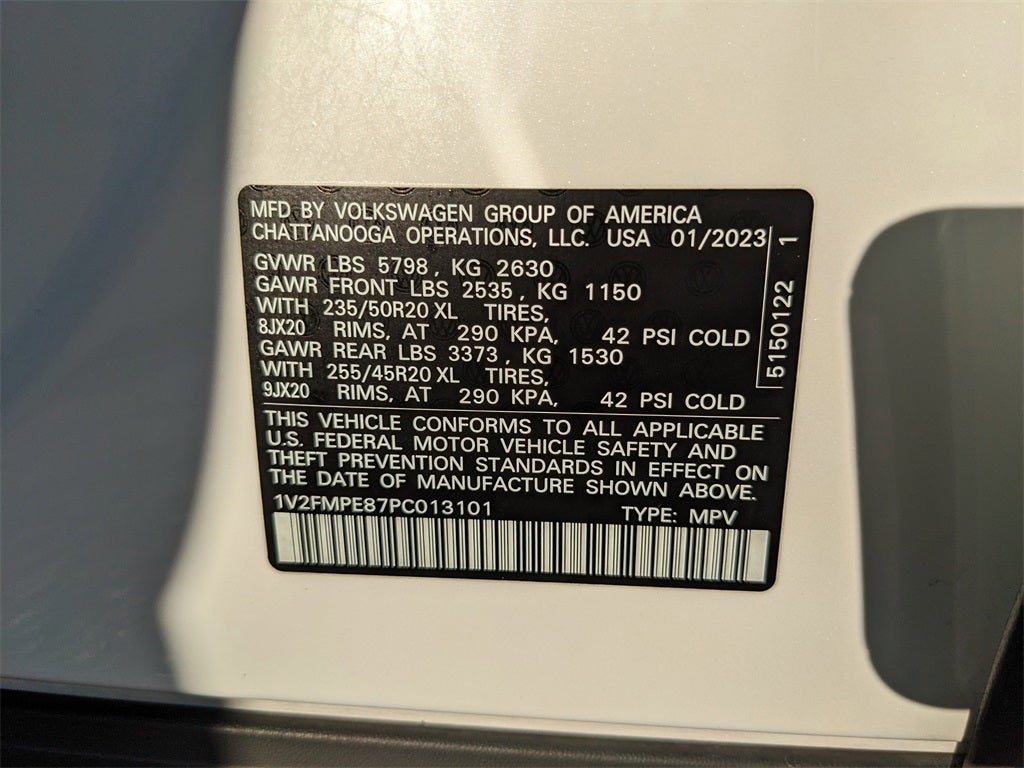 MFD BY VOLKSWAGEN GROUP OF AMERICA
CHATTANOOGA OPERATIONS, LLC. USA 01/2023
GVWR LBS 5798, KG 2630
GAWR FRONT LBS 2535, KG 1150
WITH 235/50R20 XL TIRES,
8JX20 RIMS, AT 290 KPA, 42 PSI COLD
GAWR REAR LBS 3373, KG 1530
WITH 255/45R20 XL TIRES,
9JX20 RIMS, AT 290 KPA, 42 PSI COLD
5150122 1
THIS VEHICLE CONFORMS TO ALL APPLICABLE
U.S. FEDERAL MOTOR VEHICLE SAFETY AND
THEFT PREVENTION STANDARDS IN EFFECT ON
THE DATE OF MANUFACTURE SHOWN ABOVE.
1V2FMPE87PC013101 TYPE: MPV